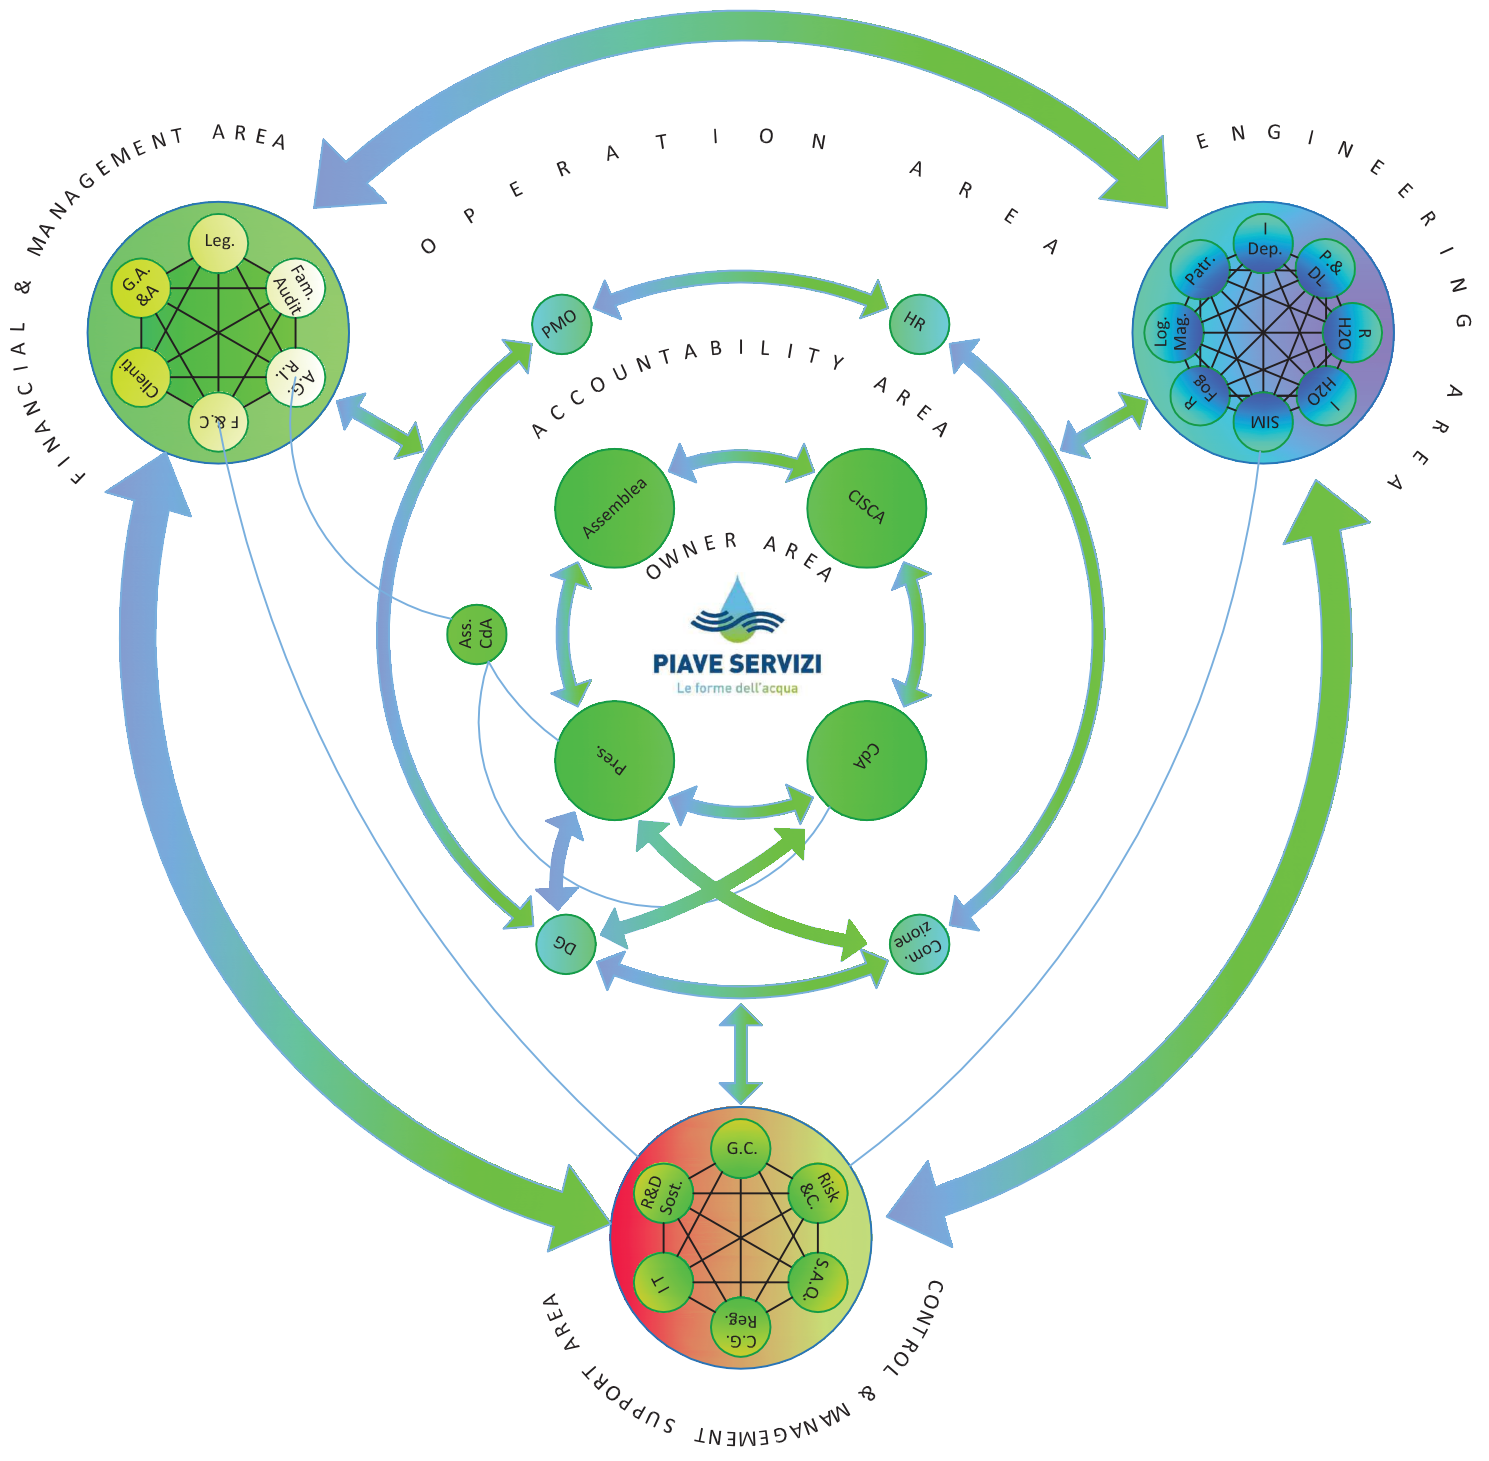 FINANCIAL & MANAGEMENT AREA
OPERATION AREA
ENGINEERING AREA
Leg.
Fam.
Audit
A.G.
R.I.
F &.C
Clienti
G.A.
&A
I
Dep.
P.&
DL
R
H2O
I
H2O
SIM
R
Fog
Log.
Mag.
Patr.
PMO
HR
ACCOUNTABILITY AREA
Assemblea
CISCA
OWNER AREA
PIAVE SERVIZI
Le forme dell'acqua
Ass.
CdA
Pres.
CdA
DG
Com.
zione
G.C.
Risk
&C.
S.A.Q.
C.G.
Reg.
I T
R&D
Sost.
CONTROL & MANAGEMENT SUPPORT AREA